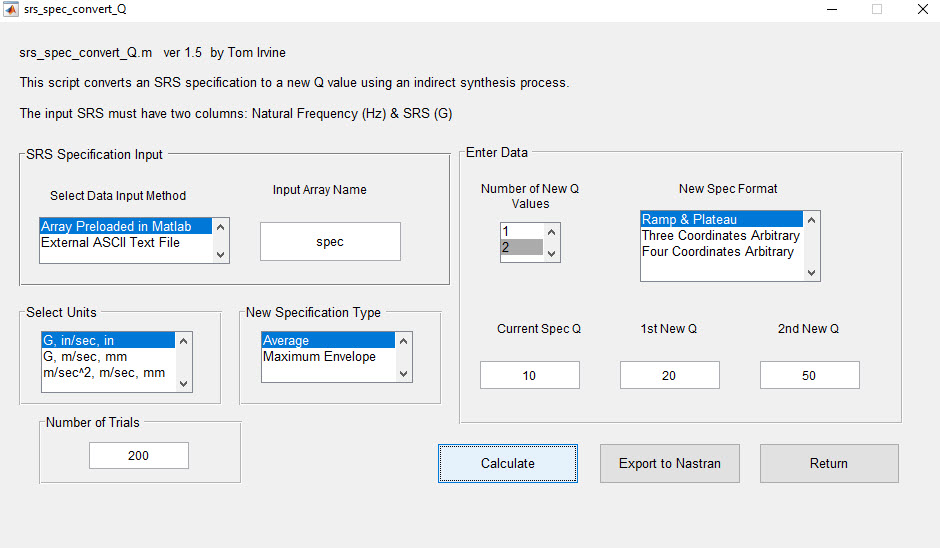 srs_spec_convert_Q
srs_spec_convert_Q.m ver 1.5 by Tom Irvine
This script converts an SRS specification to a new Q value using an indirect synthesis process.
The input SRS must have two columns: Natural Frequency (Hz) & SRS (G)
SRS Specification Input
Select Data Input Method
Input Array Name
Array Preloaded in Matlab
External ASCII Text File
spec
Enter Data
Number of New Q
Values
1
2
New Spec Format
Ramp & Plateau
Three Coordinates Arbitrary
Four Coordinates Arbitrary
Current Spec Q
1st New Q
2nd New Q
10
20
50
Select Units
G, in/sec, in
G, m/sec, mm
m/sec^2, m/sec, mm
New Specification Type
Average
Maximum Envelope
Number of Trials
200
Calculate
Export to Nastran
Return